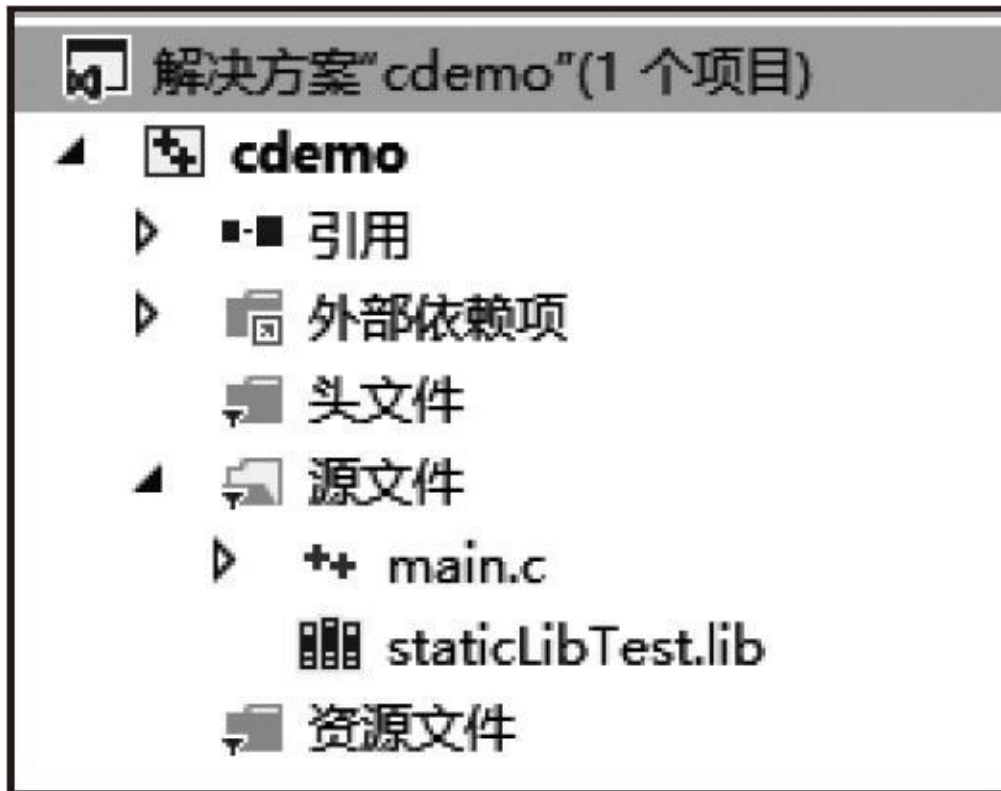 解决方案"cdemo"(1 个项目)
cdemo
引用
外部依赖项
头文件
源文件
main.c
staticLibTest.lib
资源文件